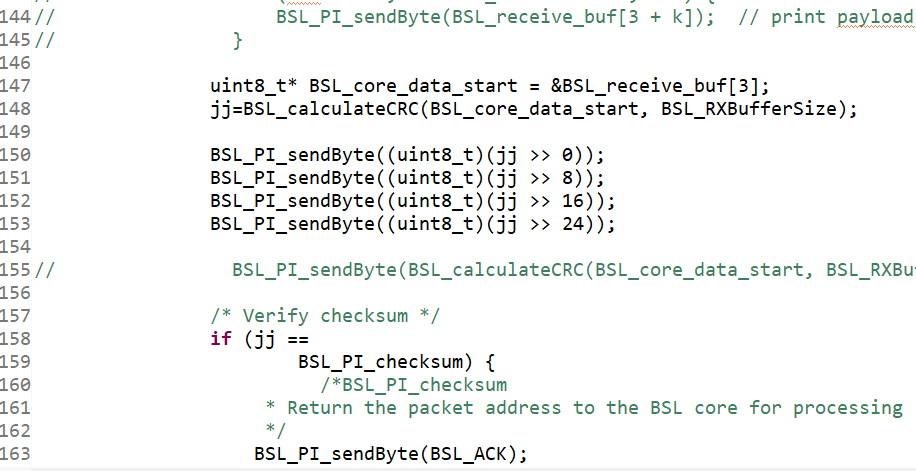 144// BSL_PI_sendByte(BSL_receive_buf[3 + k]); // print payload
145// }
146
147 uint8_t* BSL_core_data_start = &BSL_receive_buf[3];
148 jj=BSL_calculateCRC(BSL_core_data_start, BSL_RXBufferSize);
149
150 BSL_PI_sendByte((uint8_t)(jj >> 0));
151 BSL_PI_sendByte((uint8_t)(jj >> 8));
152 BSL_PI_sendByte((uint8_t)(jj >> 16));
153 BSL_PI_sendByte((uint8_t)(jj >> 24));
154
155// BSL_PI_sendByte(BSL_calculateCRC(BSL_core_data_start, BSL_RXBu
156
157 /* Verify checksum */
158 if (jj ==
159 BSL_PI_checksum) {
160 /*BSL_PI_checksum
161 * Return the packet address to the BSL core for processing
162 */
163 BSL_PI_sendByte(BSL_ACK);